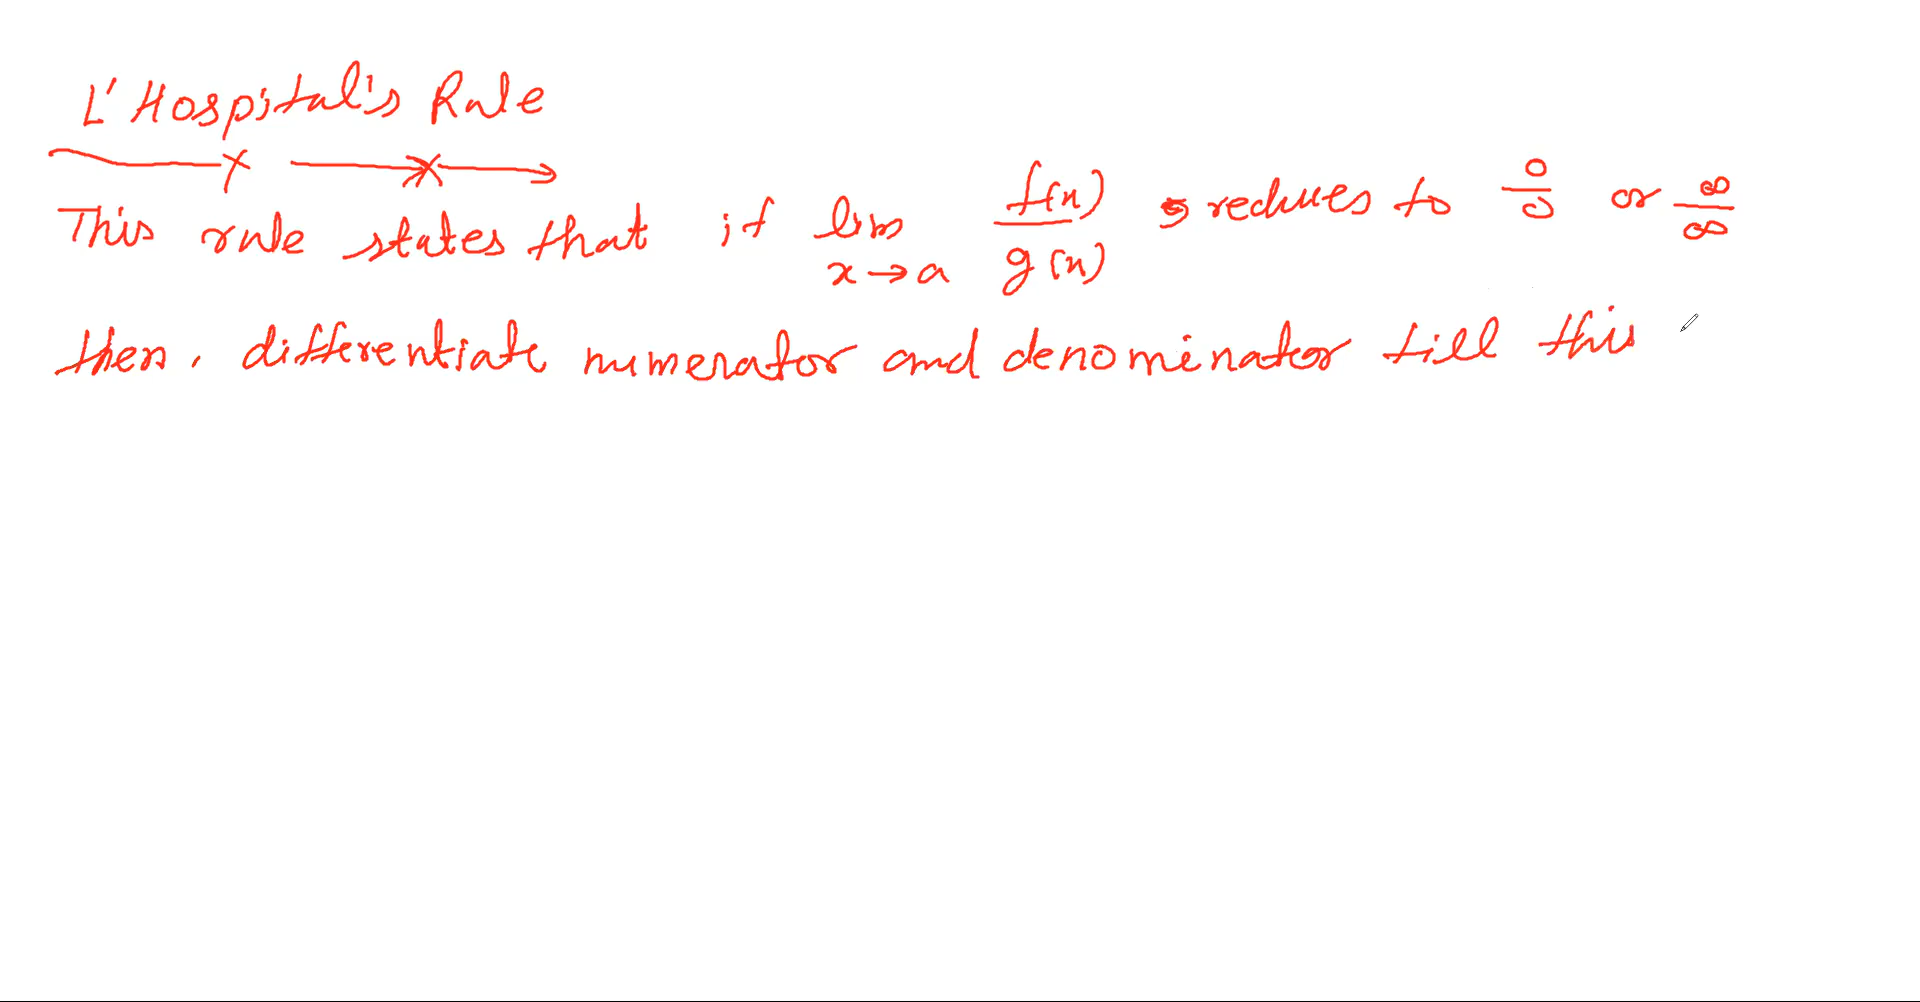 L'Hospital's Rule
This rule states that if lim x→a f(x)/g(x) reduces to 0/0 or ∞/∞
then, differentiate numerator and denominator till this